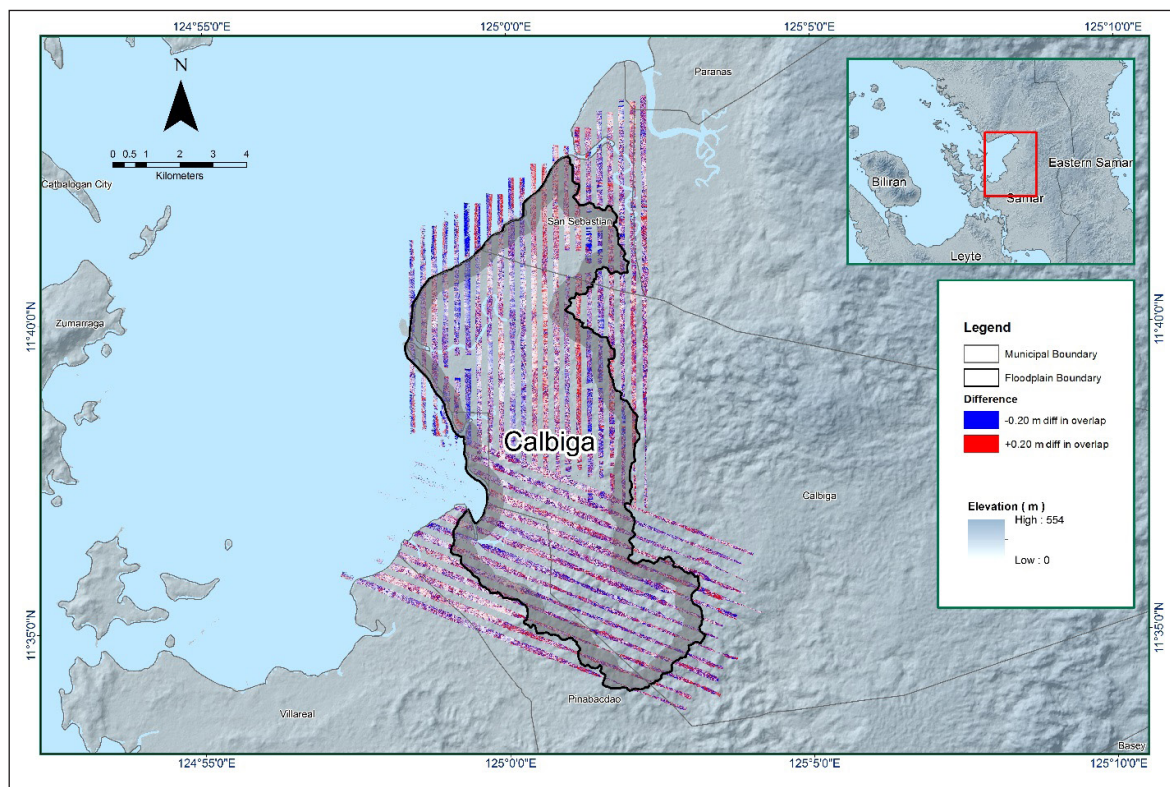 124°55'0"E
125°0'0"E
125°5'0"E
125°10'0"E
N
0 0.5 1 2 3 4
Kilometers
Paranas
Catbalogan City
San Sebastian
Biliran
Eastern Samar
Samar
Leyte
11°40'0"N
11°40'0"N
Zumarraga
Calbiga
Calbiga
Legend
Municipal Boundary
Floodplain Boundary
Difference
-0.20 m diff in overlap
+0.20 m diff in overlap
Elevation ( m )
High : 554
Low : 0
11°35'0"N
11°35'0"N
Pinabacdao
Villareal
Basey
124°55'0"E
125°0'0"E
125°5'0"E
125°10'0"E